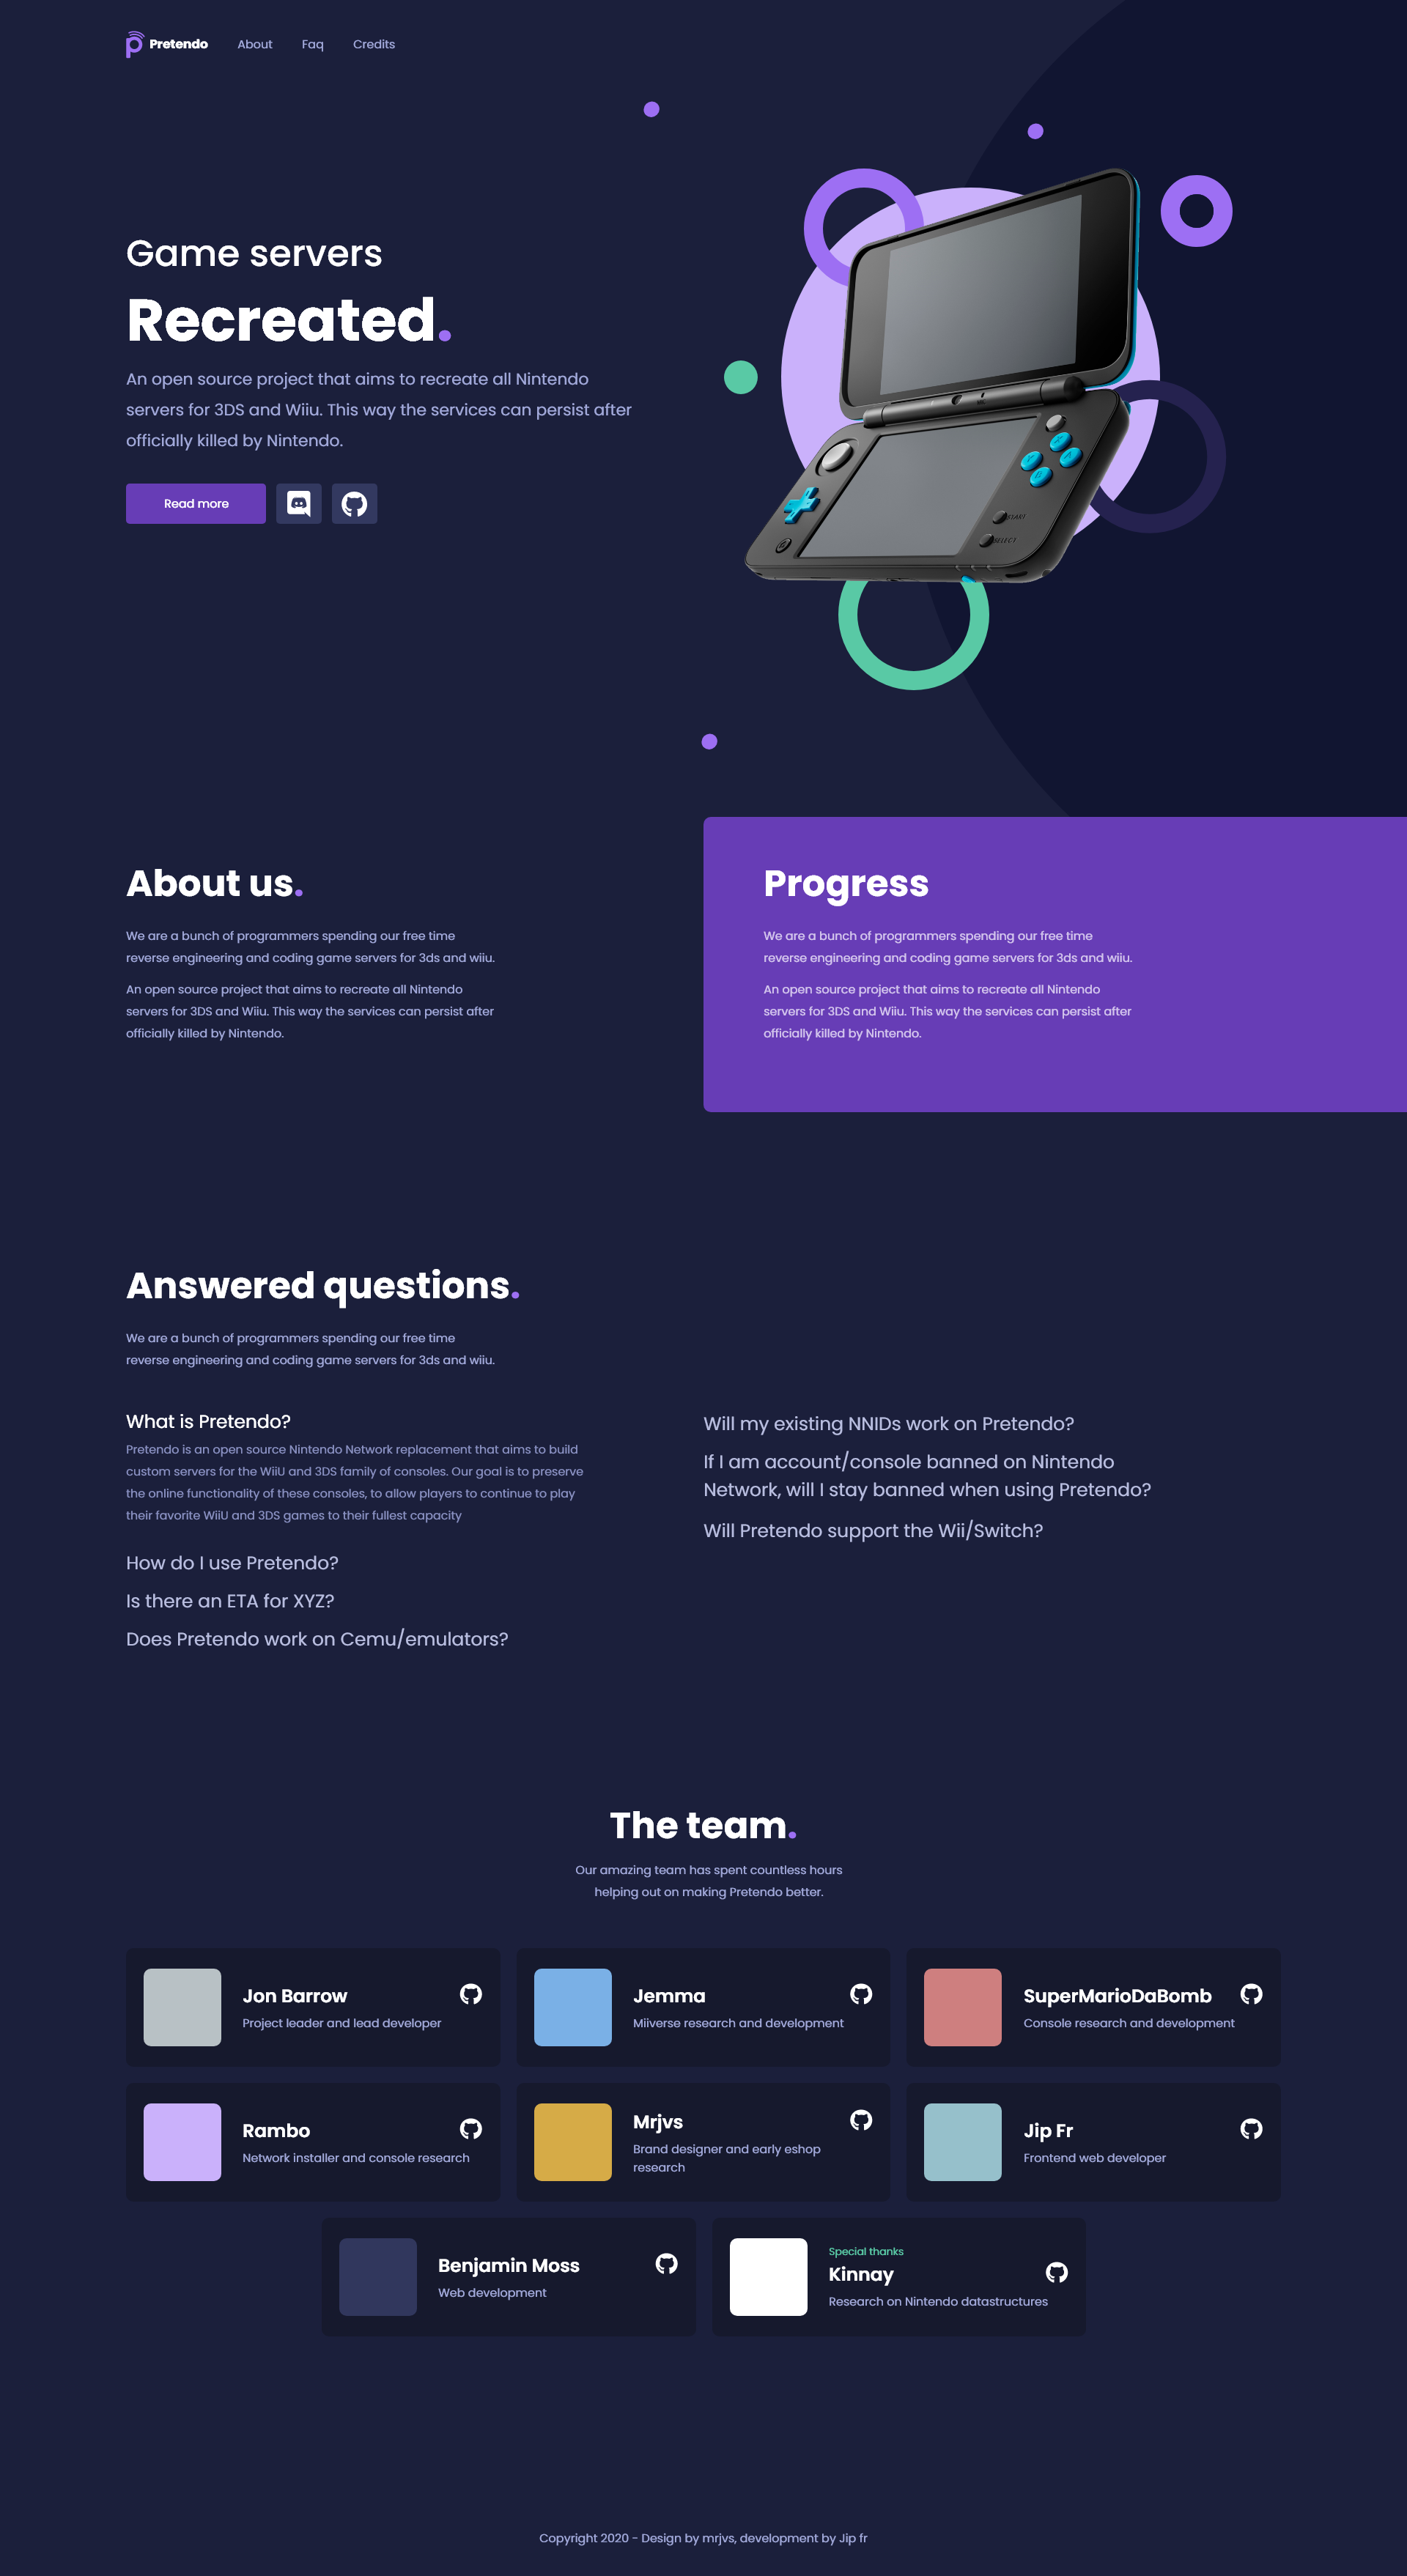 Pretendo
About
Faq
Credits
Game servers
Recreated.
An open source project that aims to recreate all Nintendo
servers for 3DS and Wiiu. This way the services can persist after
officially killed by Nintendo.
Read more
START
SELECT
About us.
We are a bunch of programmers spending our free time
reverse engineering and coding game servers for 3ds and wiiu.
An open source project that aims to recreate all Nintendo
servers for 3DS and Wiiu. This way the services can persist after
officially killed by Nintendo.
Progress
We are a bunch of programmers spending our free time
reverse engineering and coding game servers for 3ds and wiiu.
An open source project that aims to recreate all Nintendo
servers for 3DS and Wiiu. This way the services can persist after
officially killed by Nintendo.
Answered questions.
We are a bunch of programmers spending our free time
reverse engineering and coding game servers for 3ds and wiiu.
What is Pretendo?
Pretendo is an open source Nintendo Network replacement that aims to build
custom servers for the WiiU and 3DS family of consoles. Our goal is to preserve
the online functionality of these consoles, to allow players to continue to play
their favorite WiiU and 3DS games to their fullest capacity
How do I use Pretendo?
Is there an ETA for XYZ?
Does Pretendo work on Cemu/emulators?
Will my existing NNIDs work on Pretendo?
If I am account/console banned on Nintendo
Network, will I stay banned when using Pretendo?
Will Pretendo support the Wii/Switch?
The team.
Our amazing team has spent countless hours
helping out on making Pretendo better.
Jon Barrow
Project leader and lead developer
Jemma
Miiverse research and development
SuperMarioDaBomb
Console research and development
Rambo
Network installer and console research
Mrjvs
Brand designer and early eshop
research
Jip Fr
Frontend web developer
Benjamin Moss
Web development
Special thanks
Kinnay
Research on Nintendo datastructures
Copyright 2020 - Design by mrjvs, development by Jip fr